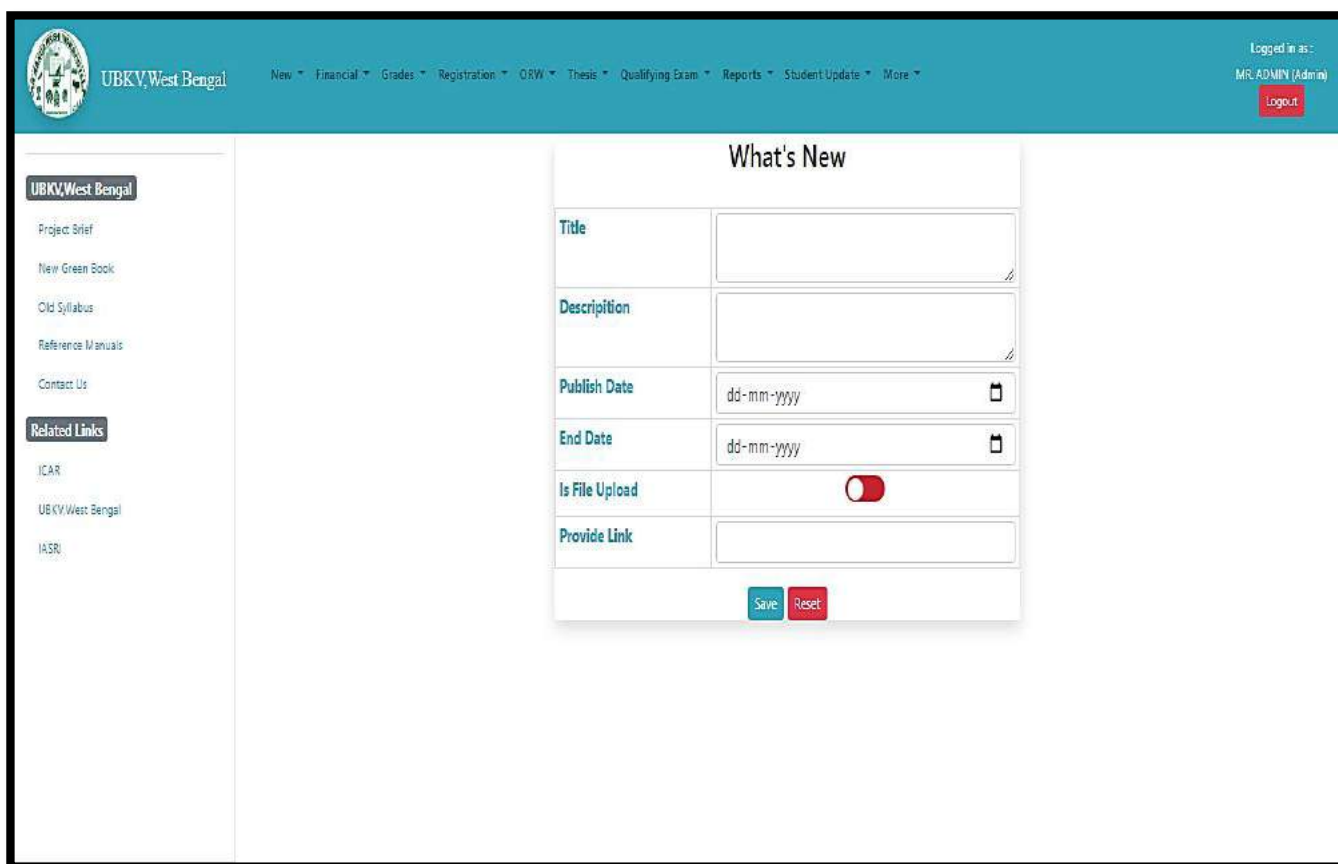 UBKV,West Bengal
New Financial Grades Registration ORW Thesis Qualifying Exam Reports Student Update More
Logged in as :
MR. ADMIN (Admin)
Logout
UBKV,West Bengal
Project Brief
New Green Book
Old Syllabus
Reference Manuals
Contact Us
Related Links
ICAR
UBKV,West Bengal
IASRI
What's New
Title
Descripition
Publish Date
dd-mm-yyyy
End Date
dd-mm-yyyy
Is File Upload
Provide Link
Save Reset